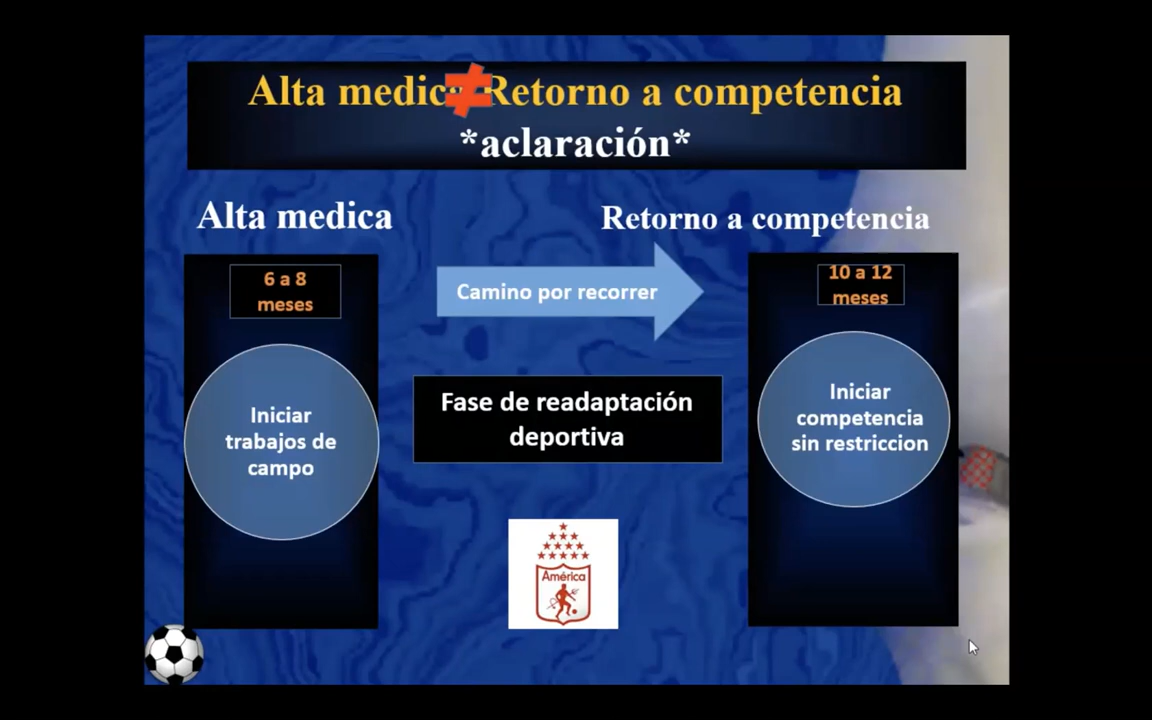 Alta medica ≠ Retorno a competencia
*aclaración*
Alta medica
Retorno a competencia
6 a 8
meses
Camino por recorrer
10 a 12
meses
Iniciar
trabajos de
campo
Fase de readaptación
deportiva
Iniciar
competencia
sin restriccion
América